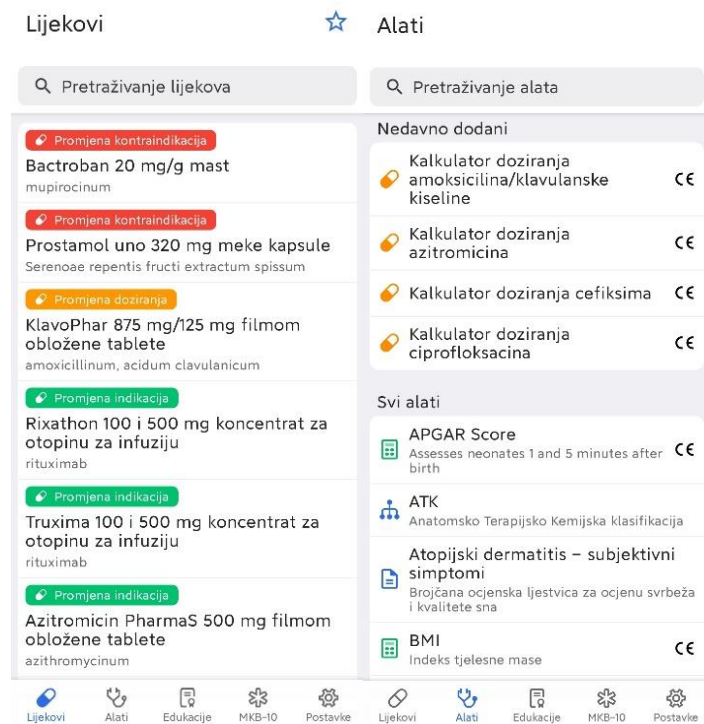 Lijekovi
Pretraživanje lijekova
Promjena kontraindikacija
Bactroban 20 mg/g mast
mupirocinum
Promjena kontraindikacija
Prostamol uno 320 mg meke kapsule
Serenoae repentis fructi extractum spissum
Promjena doziranja
KlavoPhar 875 mg/125 mg filmom
obložene tablete
amoxicillinum, acidum clavulanicum
Promjena indikacija
Rixathon 100 i 500 mg koncentrat za
otopinu za infuziju
rituximab
Promjena indikacija
Truxima 100 i 500 mg koncentrat za
otopinu za infuziju
rituximab
Promjena indikacija
Azitromicin PharmaS 500 mg filmom
obložene tablete
azithromycinum
Lijekovi Alati Edukacije MKB-10 Postavke
Alati
Pretraživanje alata
Nedavno dodani
Kalkulator doziranja
amoksicilina/klavulanske
kiseline
CE
Kalkulator doziranja
azitromicina
CE
Kalkulator doziranja cefiksima CE
Kalkulator doziranja
ciprofloksacina
CE
Svi alati
APGAR Score
Assesses neonates 1 and 5 minutes after
birth
CE
ATK
Anatomsko Terapijsko Kemijska klasifikacija
Atopijski dermatitis – subjektivni
simptomi
Brojčana ocjenska ljestvica za ocjenu svrbeža
i kvalitete sna
BMI
Indeks tjelesne mase
CE
Lijekovi Alati Edukacije MKB-10 Postavke